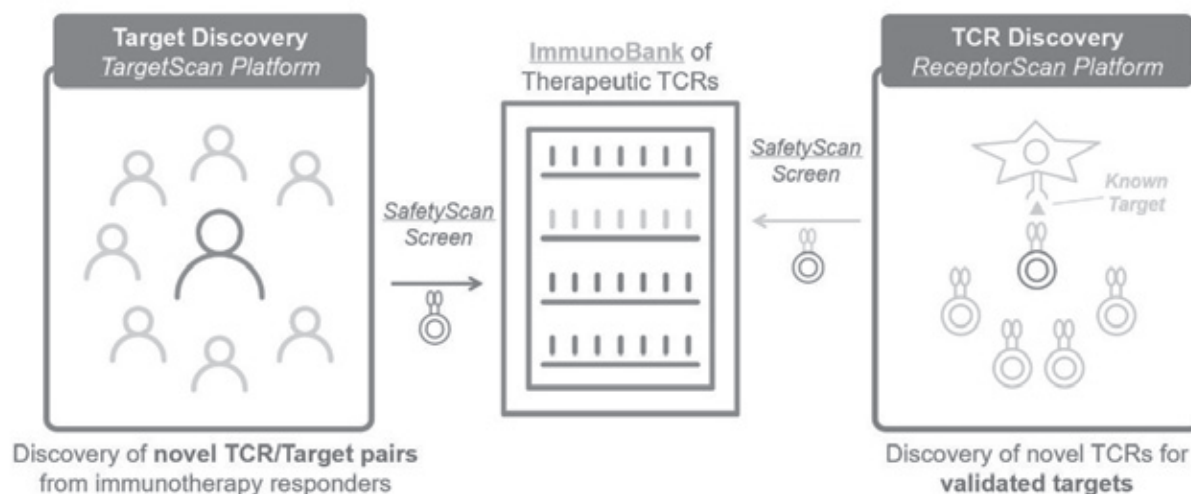 Target Discovery
TargetScan Platform
SafetyScan
Screen
Discovery of novel TCR/Target pairs
from immunotherapy responders
ImmunoBank of
Therapeutic TCRs
SafetyScan
Screen
TCR Discovery
ReceptorScan Platform
Known
Target
Discovery of novel TCRs for
validated targets